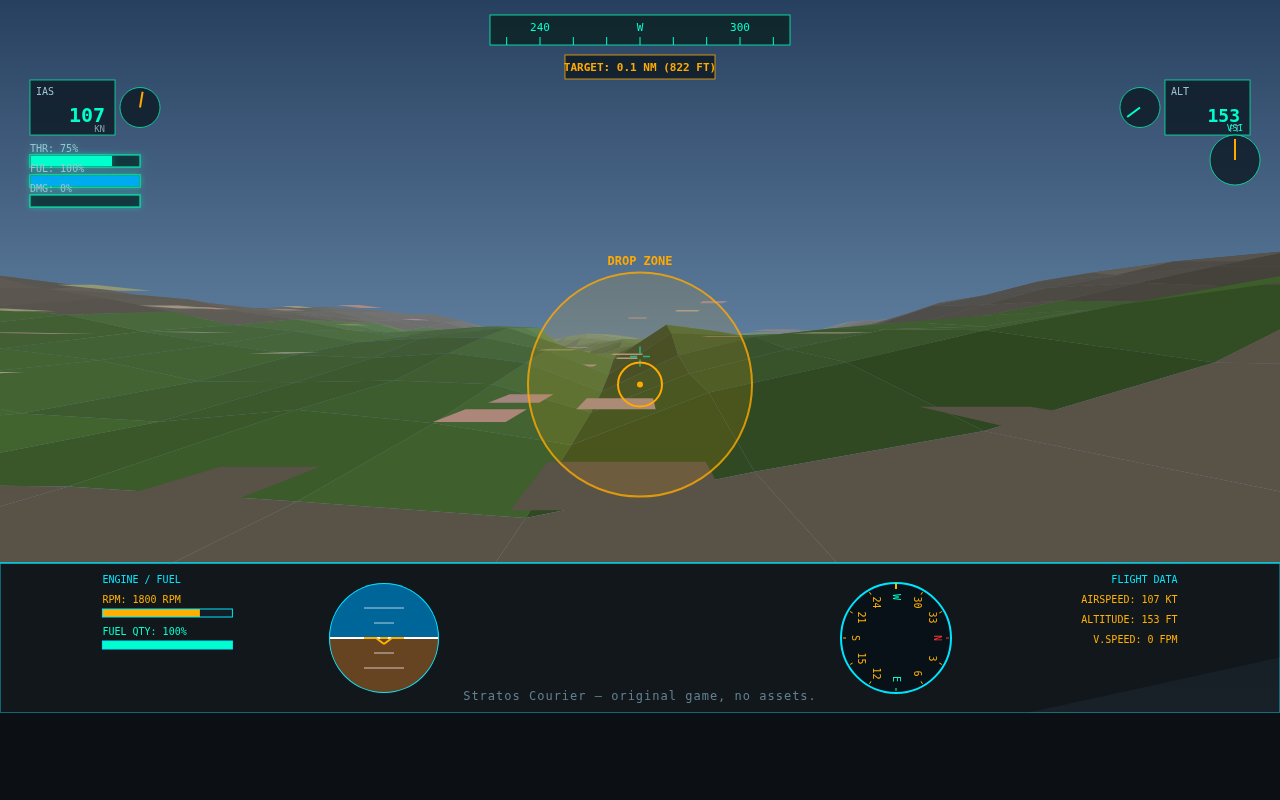 240 W 300
TARGET: 0.1 NM (822 FT)
IAS
107
KN
THR: 75%
FUL: 100%
DMG: 0%
ALT
153
VSI
DROP ZONE
ENGINE / FUEL
RPM: 1800 RPM
FUEL QTY: 100%
24 W 30
21 33
S N
15 3
12 E 6
FLIGHT DATA
AIRSPEED: 107 KT
ALTITUDE: 153 FT
V.SPEED: 0 FPM
Stratos Courier — original game, no assets.